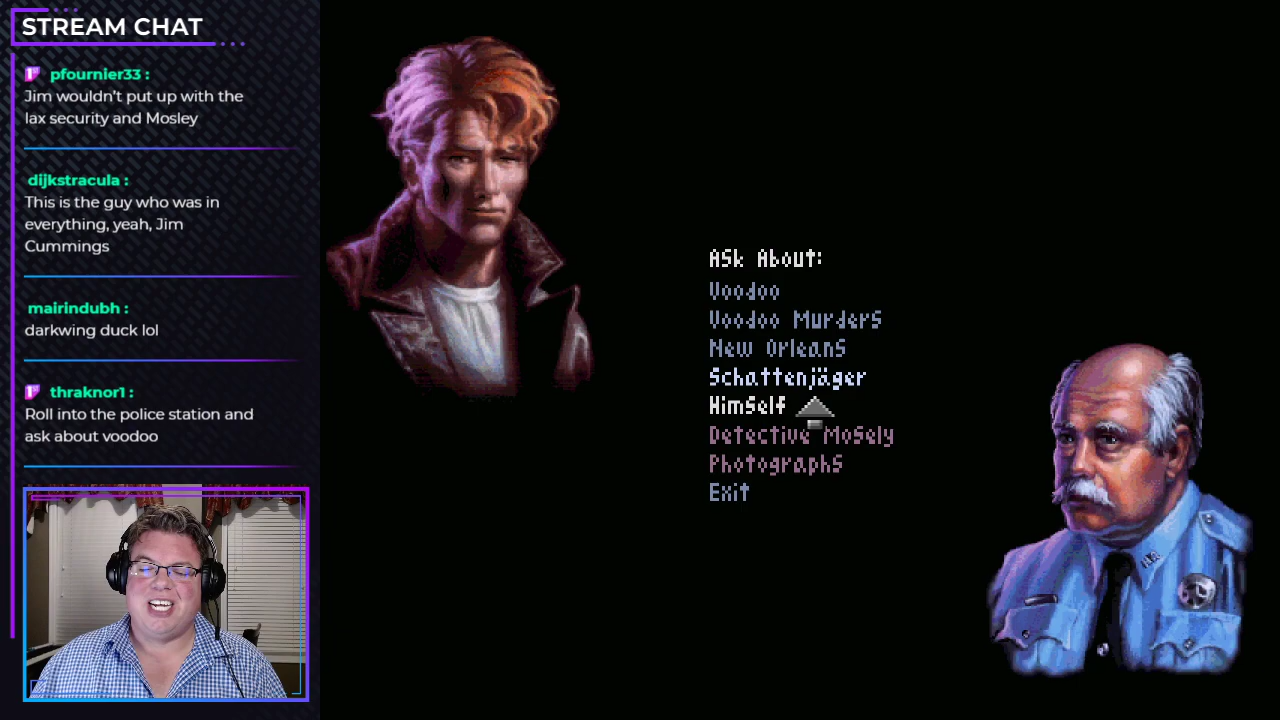 STREAM CHAT
pfournier33 :
Jim wouldn't put up with the
lax security and Mosley
dijkstracula :
This is the guy who was in
everything, yeah, Jim
Cummings
mairindubh :
darkwing duck lol
thraknor1 :
Roll into the police station and
ask about voodoo
Ask About:
Voodoo
Voodoo Murders
New Orleans
Schattenjäger
Himself
Detective Mosely
Photographs
Exit